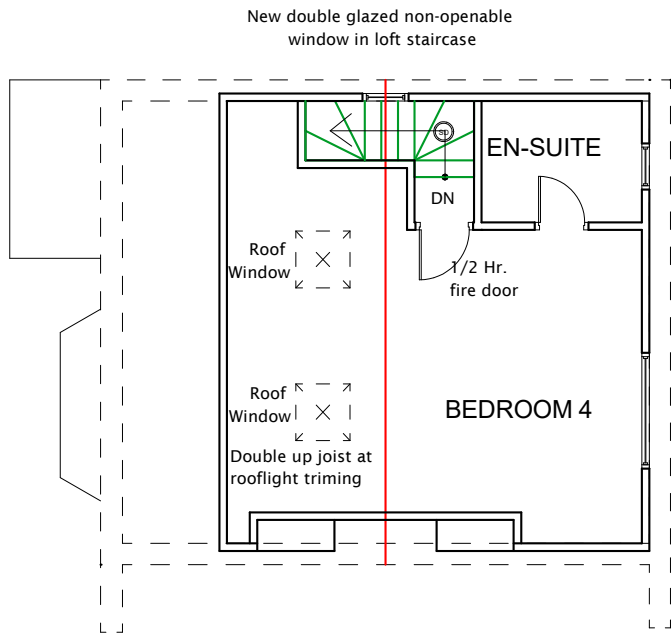 New double glazed non-openable
window in loft staircase
SD
EN-SUITE
DN
Roof
Window
1/2 Hr.
fire door
Roof
Window
BEDROOM 4
Double up joist at
rooflight triming